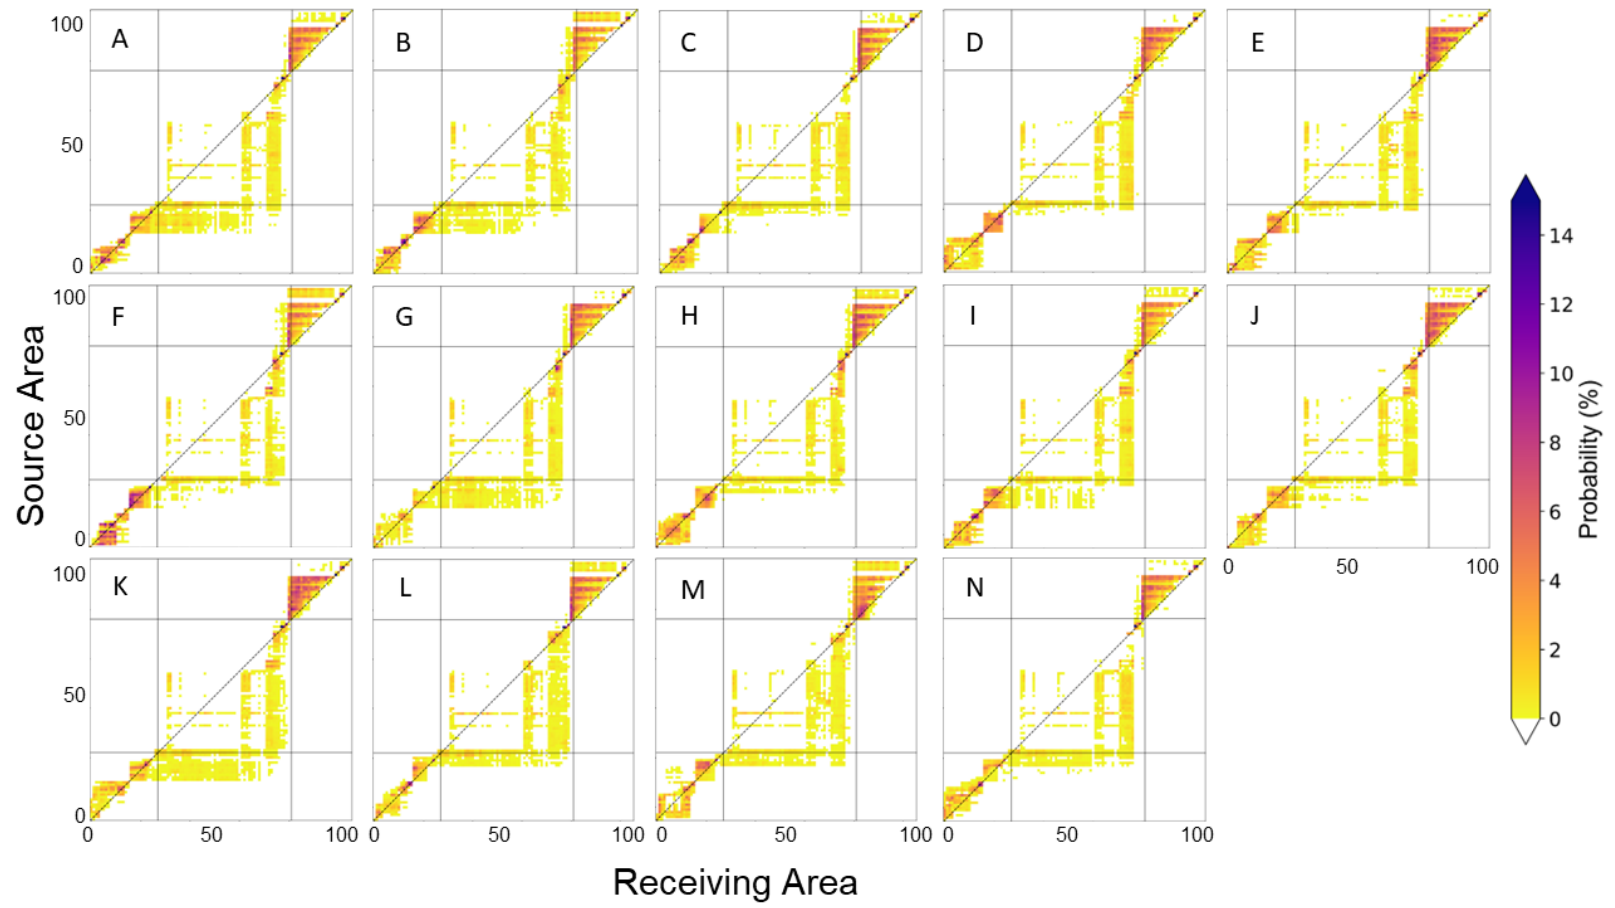 100 A B C D E
50
0
14
12
10
8
6
4
2
0
Probability (%)
Source Area
100 F G H I J
50
0
0 50 100
100 K L M N
50
0
0 50 100 0 50 100 0 50 100 0 50 100
Receiving Area